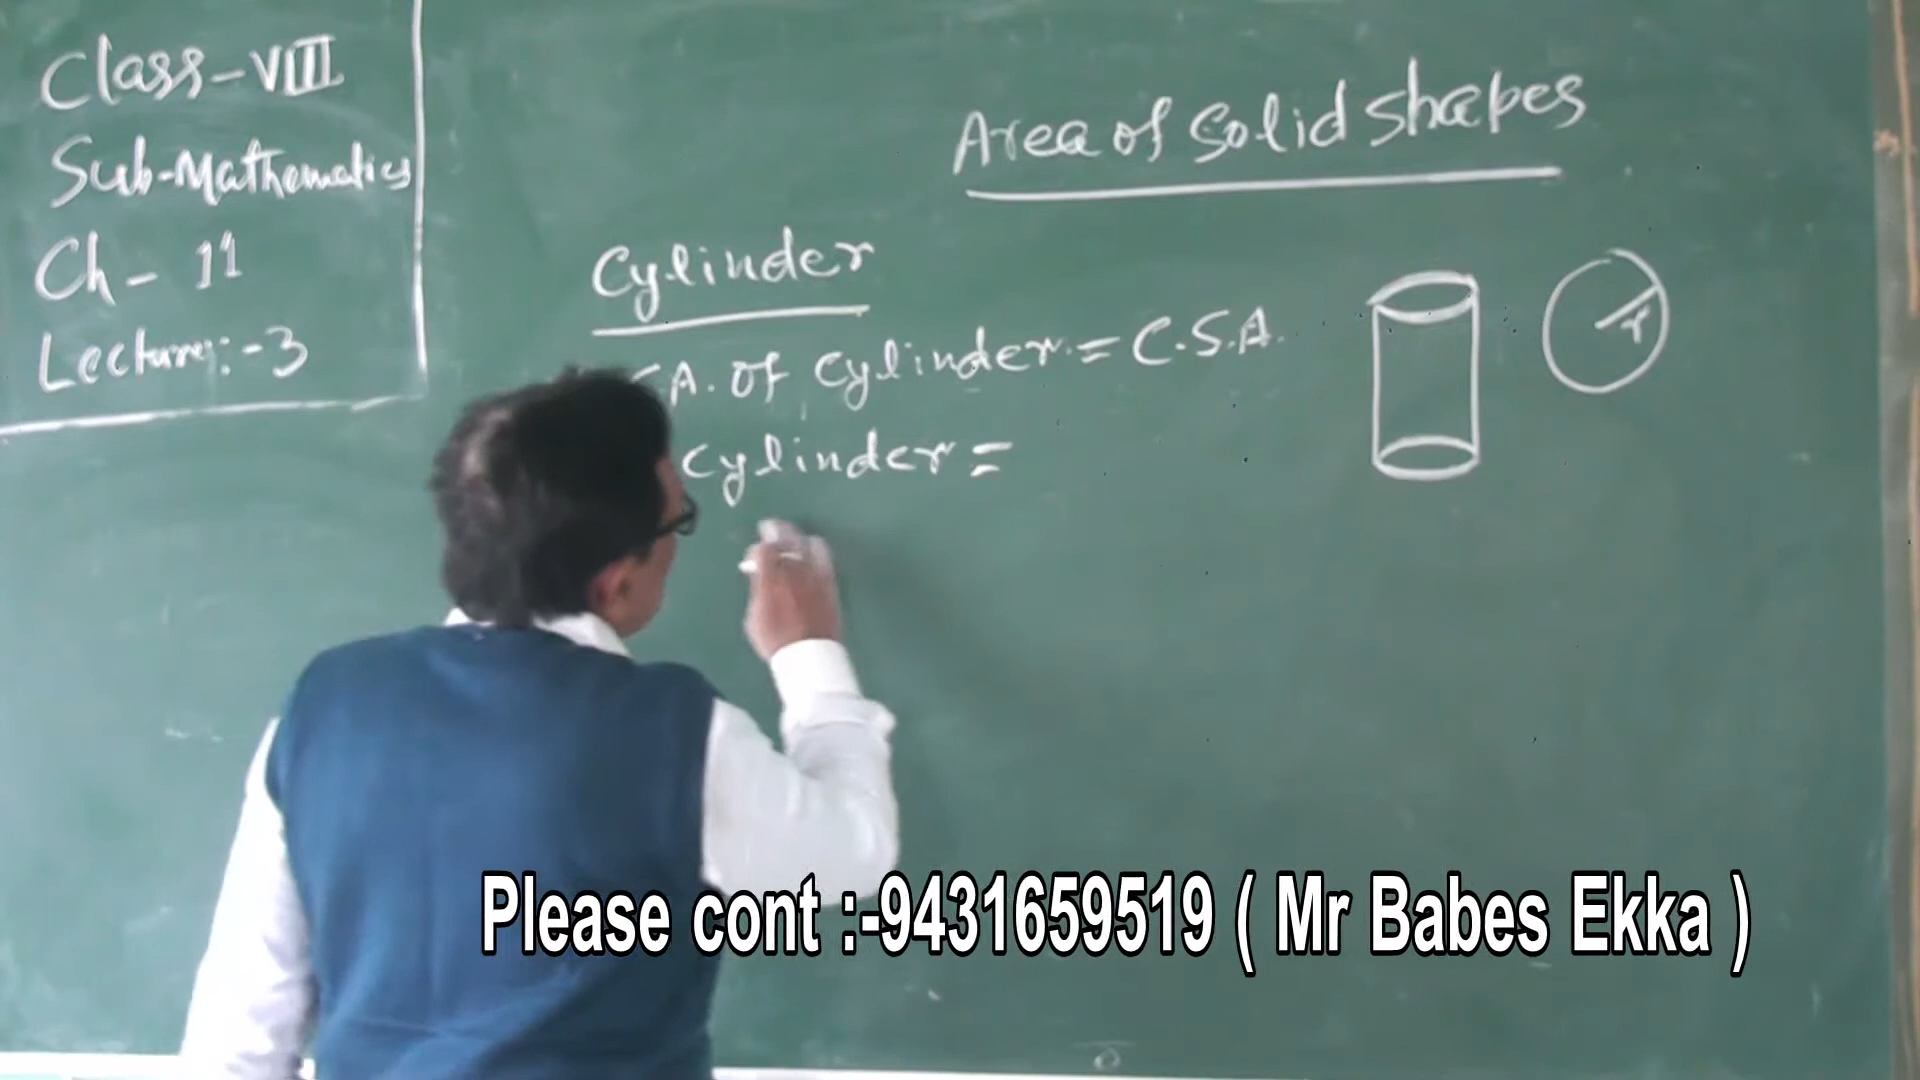 Class-VIII
Sub-Mathematics
Ch- 11
Lecture:-3
Area of Solid Shapes
Cylinder
A. of Cylinder = C.S.A.
Cylinder =
r
Please cont :-9431659519 ( Mr Babes Ekka )